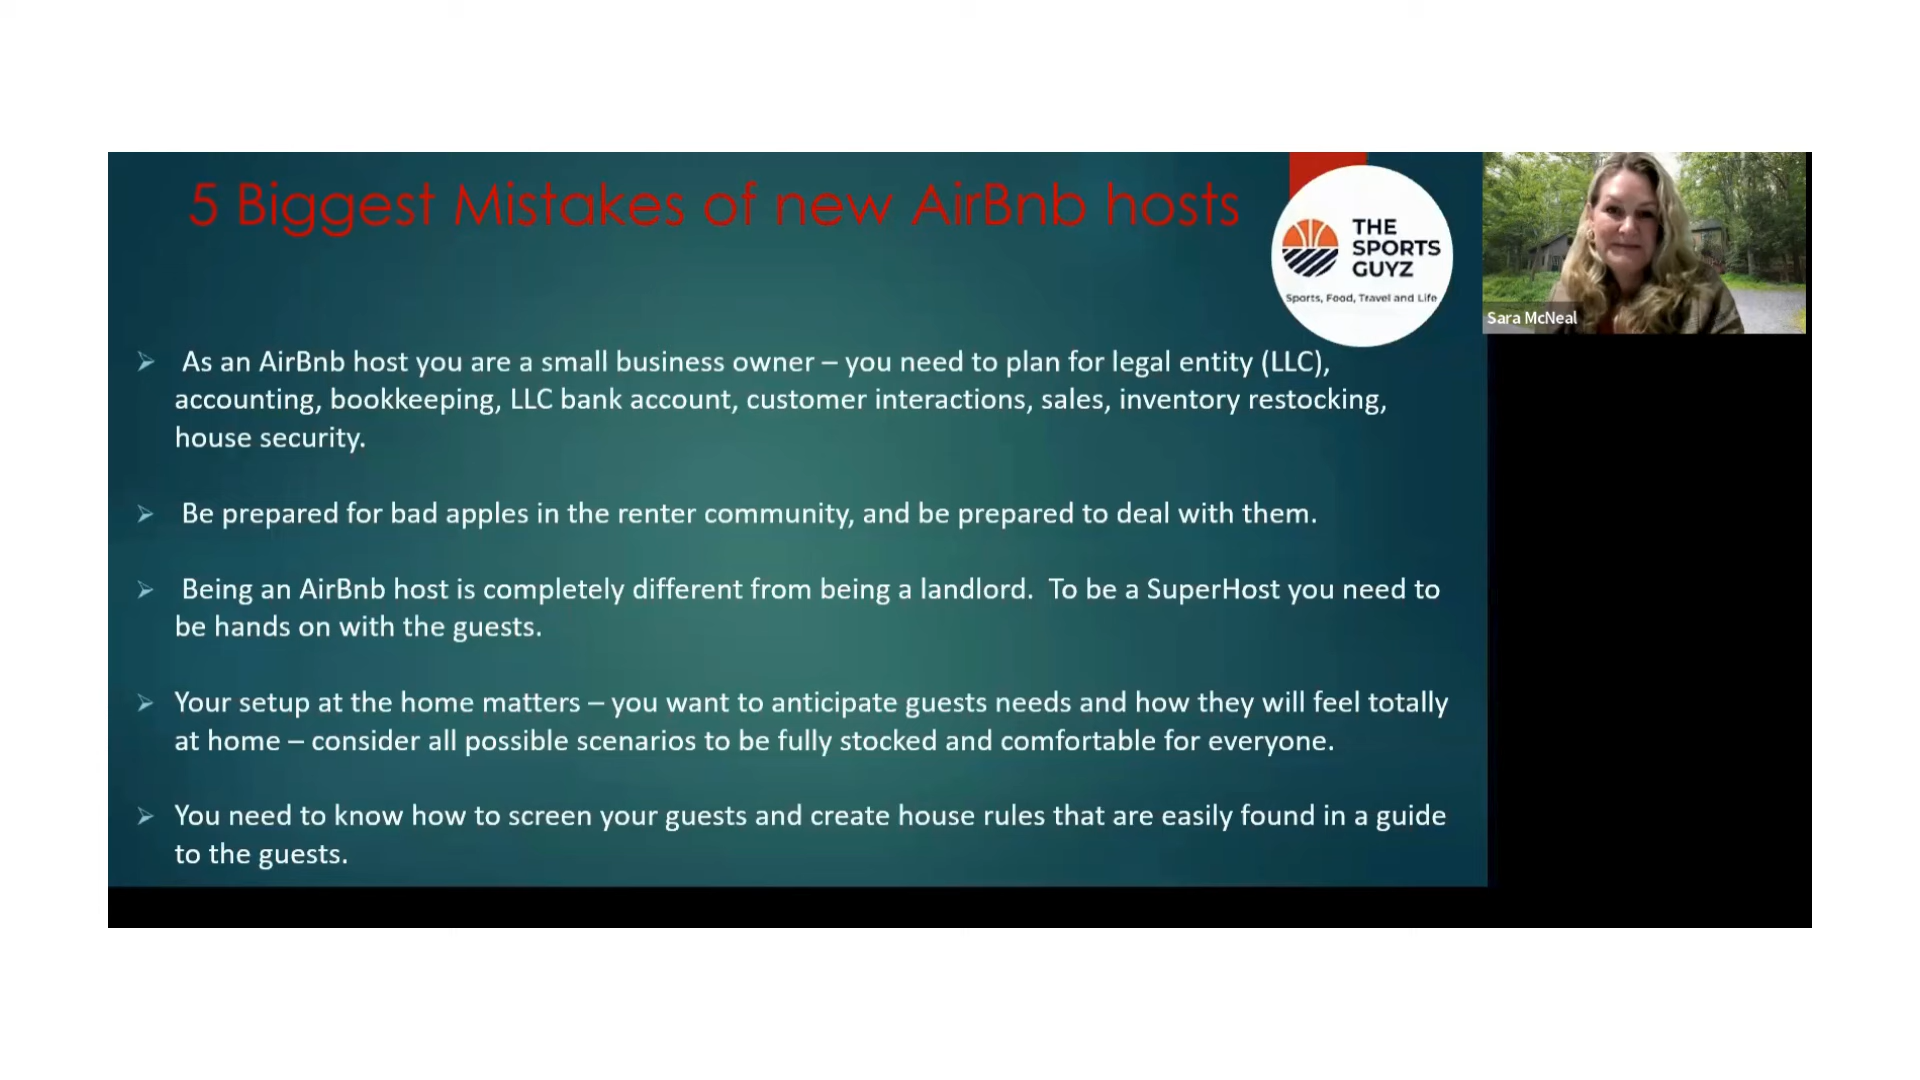 5 Biggest Mistakes of new AirBnb hosts
THE
SPORTS
GUYZ
Sports, Food, Travel and Life
Sara McNeal
➢ As an AirBnb host you are a small business owner – you need to plan for legal entity (LLC),
accounting, bookkeeping, LLC bank account, customer interactions, sales, inventory restocking,
house security.
➢ Be prepared for bad apples in the renter community, and be prepared to deal with them.
➢ Being an AirBnb host is completely different from being a landlord.  To be a SuperHost you need to
be hands on with the guests.
➢ Your setup at the home matters – you want to anticipate guests needs and how they will feel totally
at home – consider all possible scenarios to be fully stocked and comfortable for everyone.
➢ You need to know how to screen your guests and create house rules that are easily found in a guide
to the guests.